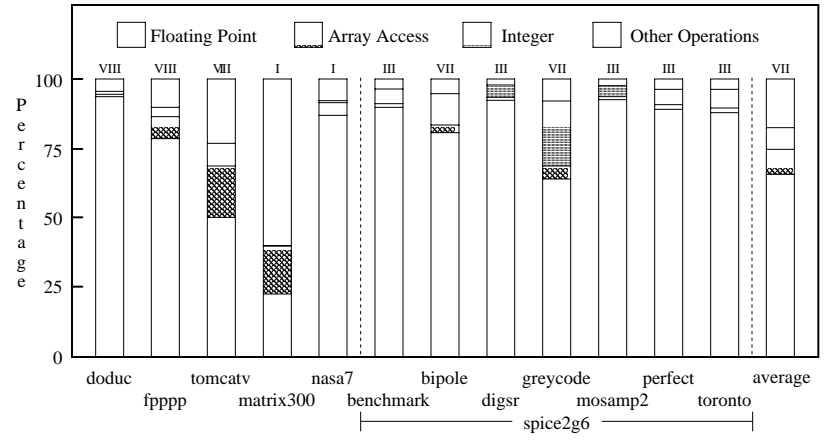 Floating Point Array Access Integer Other Operations
VIII VIII VIII I I III VII III VII III III III VII
Percentage
100
75
50
25
0
doduc tomcatv nasa7 bipole greycode perfect average
fpppp matrix300 benchmark digsr mosamp2 toronto
spice2g6